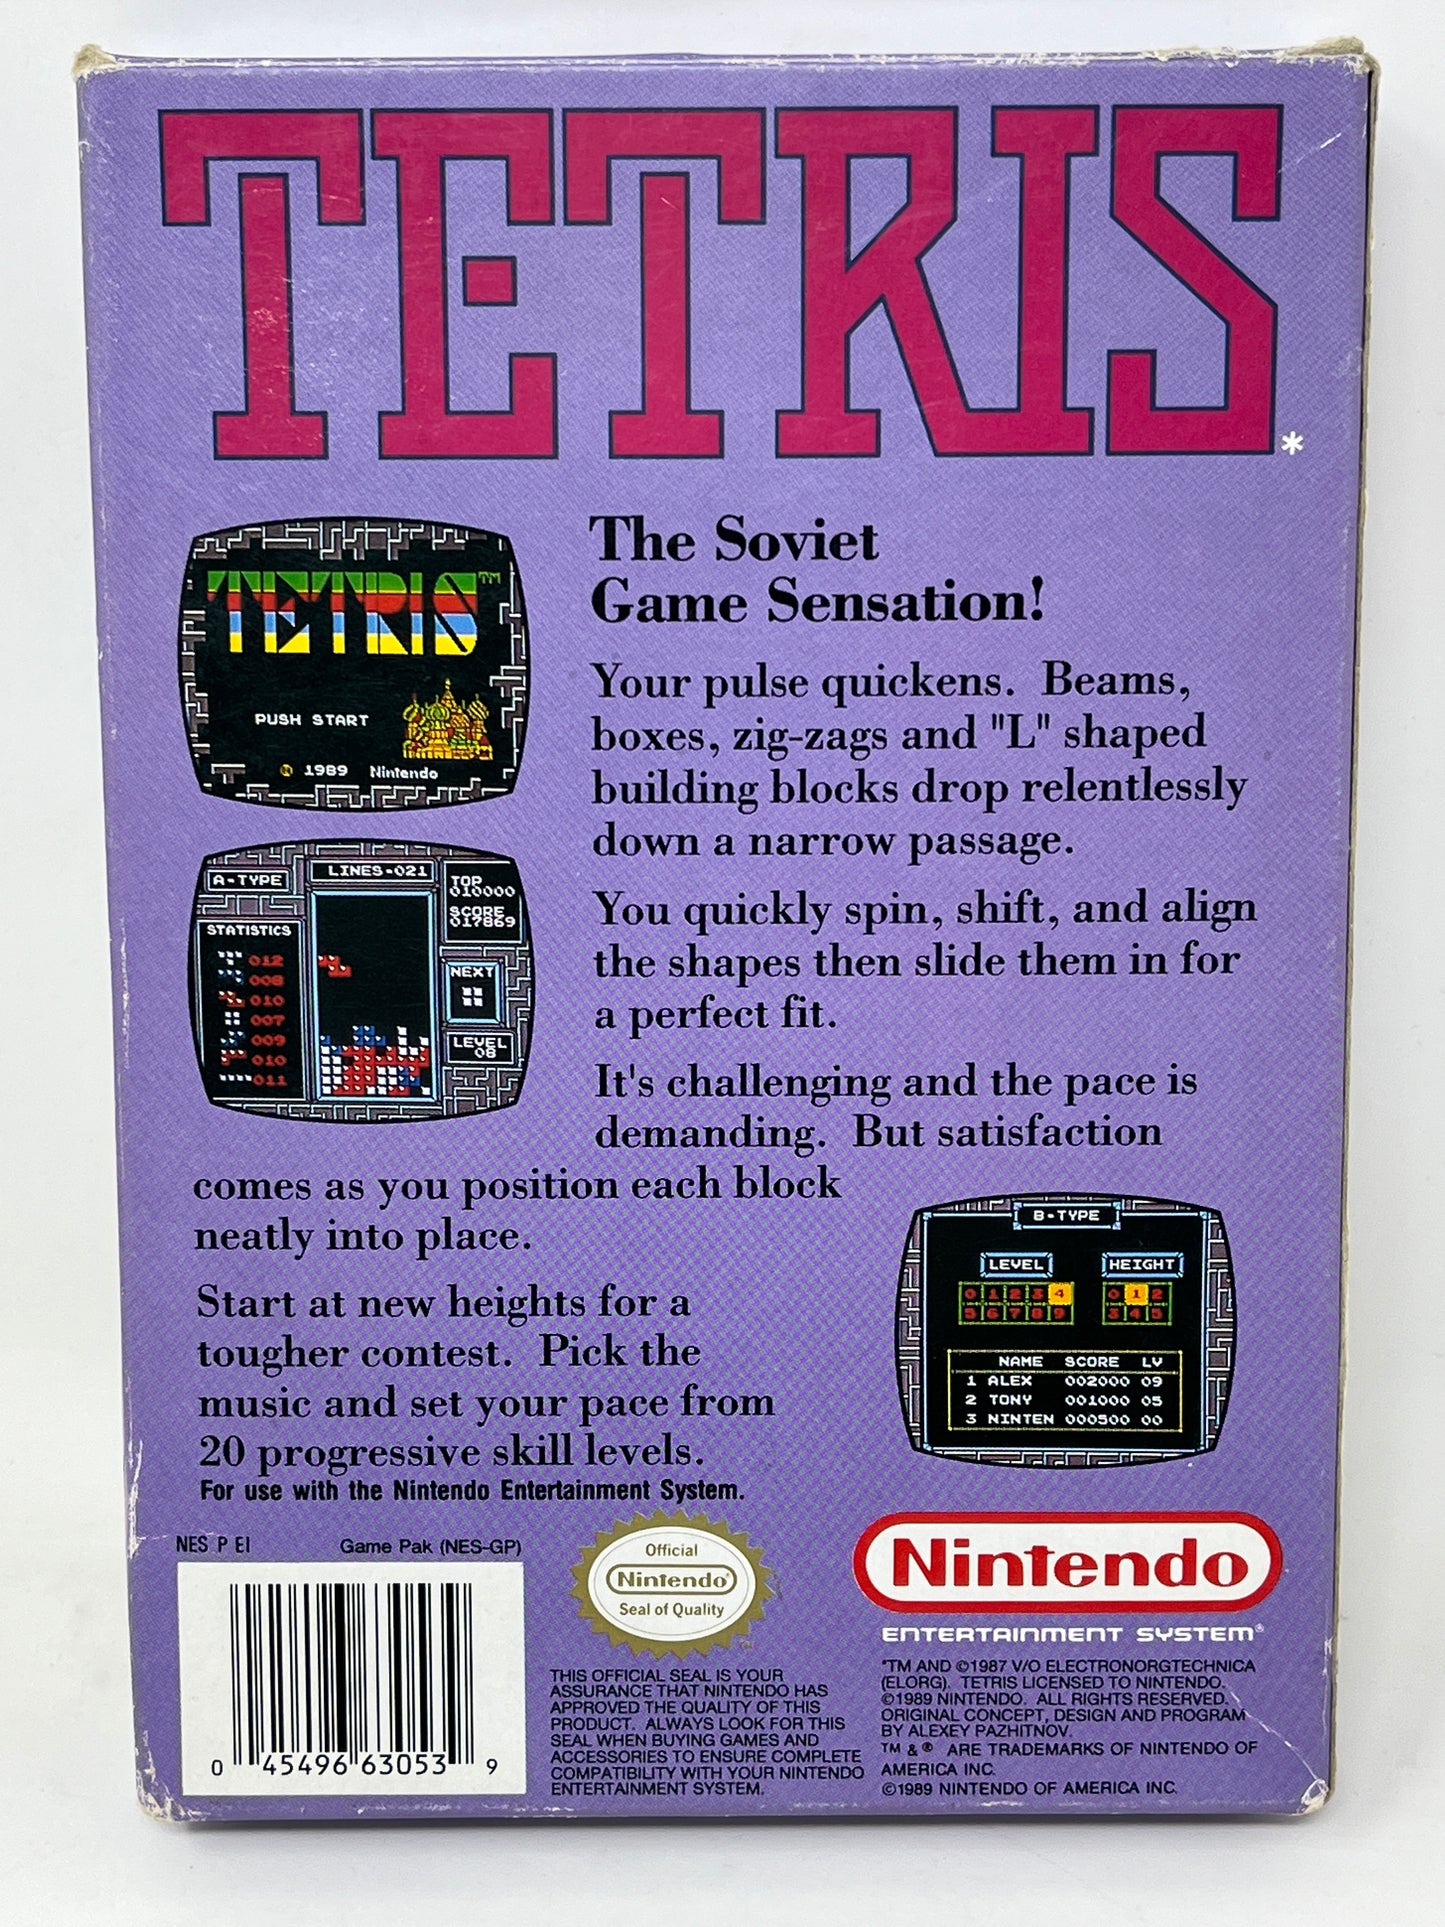 TETRIS*
The Soviet
Game Sensation!
Your pulse quickens. Beams,
boxes, zig-zags and "L" shaped
building blocks drop relentlessly
down a narrow passage.
You quickly spin, shift, and align
the shapes then slide them in for
a perfect fit.
It's challenging and the pace is
demanding. But satisfaction
comes as you position each block
neatly into place.
Start at new heights for a
tougher contest. Pick the
music and set your pace from
20 progressive skill levels.
For use with the Nintendo Entertainment System.
TETRIS™
PUSH START
© 1989 Nintendo
A-TYPE
LINES-021
TOP
010000
SCORE
017869
STATISTICS
012
008
010
007
009
010
011
NEXT
LEVEL
08
B-TYPE
LEVEL HEIGHT
0 1 2 3 4 0 1 2
5 6 7 8 9 3 4 5
NAME SCORE LV
1 ALEX 002000 09
2 TONY 001000 05
3 NINTEN 000500 00
NES P EI Game Pak (NES-GP)
0 45496 63053 9
Official
Nintendo®
Seal of Quality
™
THIS OFFICIAL SEAL IS YOUR
ASSURANCE THAT NINTENDO HAS
APPROVED THE QUALITY OF THIS
PRODUCT. ALWAYS LOOK FOR THIS
SEAL WHEN BUYING GAMES AND
ACCESSORIES TO ENSURE COMPLETE
COMPATIBILITY WITH YOUR NINTENDO
ENTERTAINMENT SYSTEM.
Nintendo
ENTERTAINMENT SYSTEM®
*TM AND ©1987 V/O ELECTRONORGTECHNICA
(ELORG). TETRIS LICENSED TO NINTENDO.
©1989 NINTENDO. ALL RIGHTS RESERVED.
ORIGINAL CONCEPT, DESIGN AND PROGRAM
BY ALEXEY PAZHITNOV.
TM & ® ARE TRADEMARKS OF NINTENDO OF
AMERICA INC.
©1989 NINTENDO OF AMERICA INC.